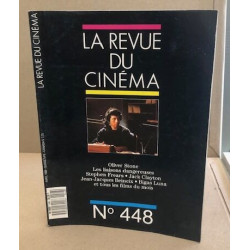 LA REVUE DU CINÉMA
LA REVUE
DU
CINÉMA
Oliver Stone
Les liaisons dangereuses
Stephen Frears • Jack Clayton
Jean-Jacques Beineix • Bigas Luna
et tous les films du mois
N° 448